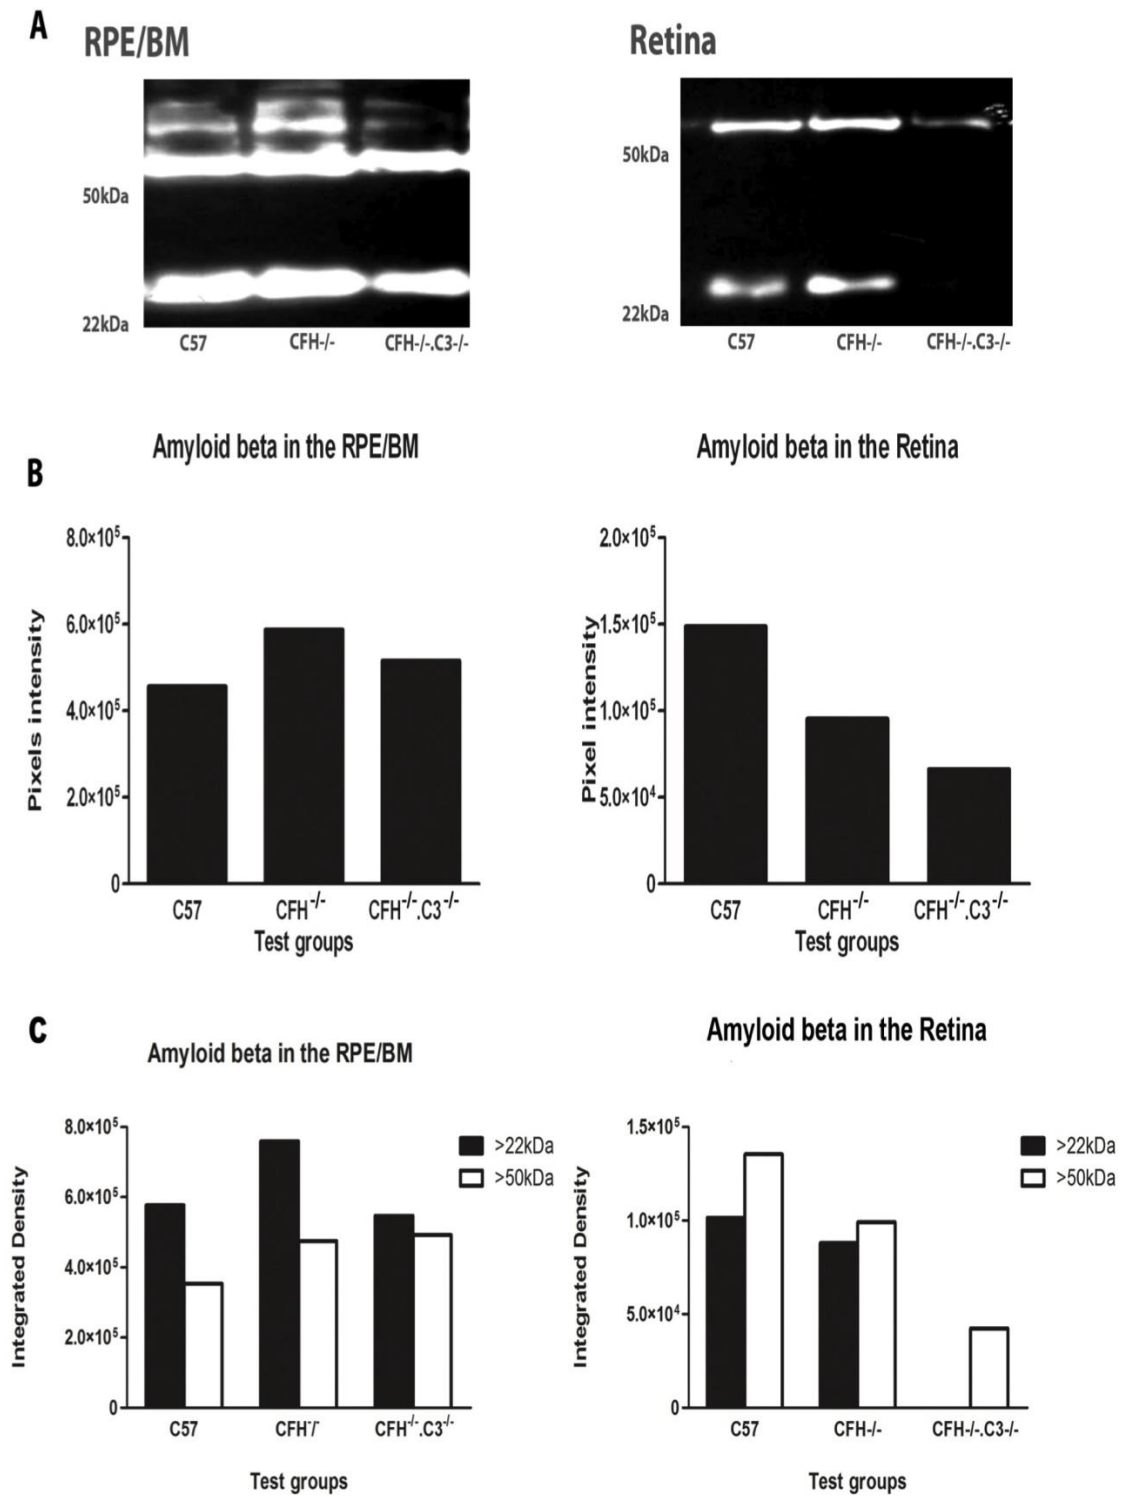 A
RPE/BM
Retina
50kDa
22kDa
C57
CFH-/-
CFH-/-.C3-/-
50kDa
22kDa
C57
CFH-/-
CFH-/-.C3-/-
B
Amyloid beta in the RPE/BM
Pixels intensity
8.0×10⁵
6.0×10⁵
4.0×10⁵
2.0×10⁵
0
C57
CFH⁻/⁻
CFH⁻/⁻.C3⁻/⁻
Test groups
Amyloid beta in the Retina
Pixel intensity
2.0×10⁵
1.5×10⁵
1.0×10⁵
5.0×10⁴
0
C57
CFH⁻/⁻
CFH⁻/⁻.C3⁻/⁻
Test groups
C
Amyloid beta in the RPE/BM
Integrated Density
8.0×10⁵
6.0×10⁵
4.0×10⁵
2.0×10⁵
0
>22kDa
>50kDa
C57
CFH⁻/⁻
CFH⁻/⁻.C3⁻/⁻
Test groups
Amyloid beta in the Retina
Integrated Density
1.5×10⁵
1.0×10⁵
5.0×10⁴
0
>22kDa
>50kDa
C57
CFH-/-
CFH-/-.C3-/-
Test groups